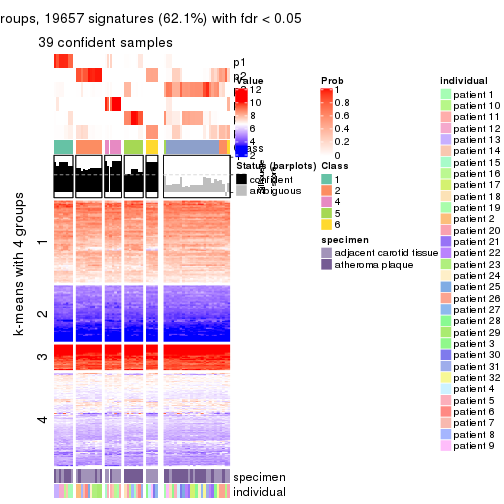 roups, 19657 signatures (62.1%) with fdr < 0.05
39 confident samples
p1
p2
Value
12
10
8
6
4
2
Prob
1
0.8
0.6
0.4
0.2
0
Status (barplots)
confident
ambiguous
Class
1
2
4
5
6
specimen
adjacent carotid tissue
atheroma plaque
individual
patient 1
patient 10
patient 11
patient 12
patient 13
patient 14
patient 15
patient 16
patient 17
patient 18
patient 19
patient 2
patient 20
patient 21
patient 22
patient 23
patient 24
patient 25
patient 26
patient 27
patient 28
patient 29
patient 3
patient 30
patient 31
patient 32
patient 4
patient 5
patient 6
patient 7
patient 8
patient 9
k-means with 4 groups
1
2
3
4
specimen
individual